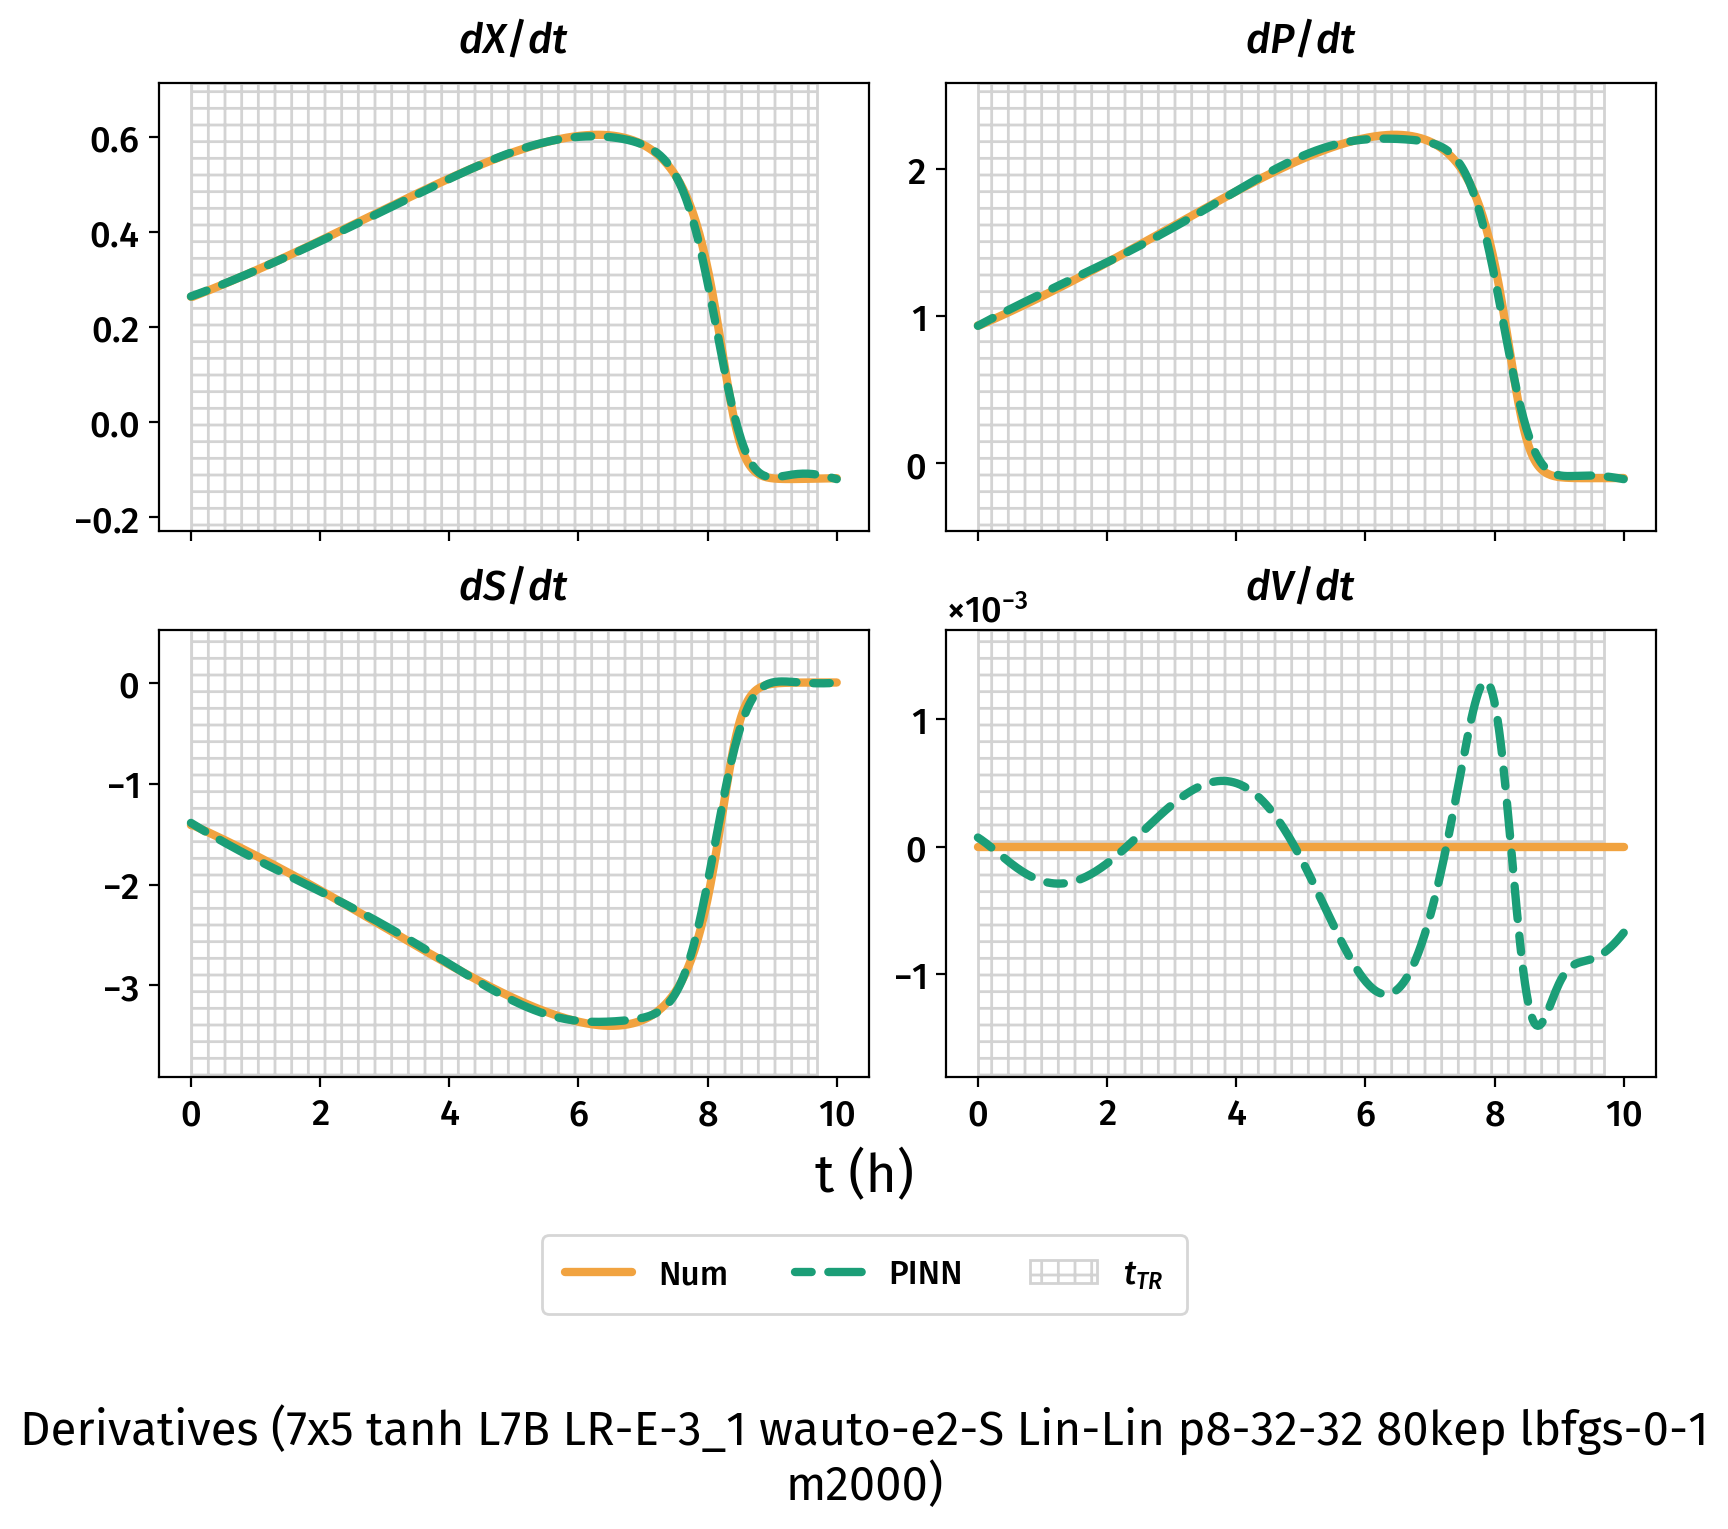 dX/dt
dP/dt
0.6
0.4
0.2
0.0
−0.2
2
1
0
dS/dt
dV/dt
×10⁻³
0
−1
−2
−3
1
0
−1
0 2 4 6 8 10
0 2 4 6 8 10
t (h)
Num PINN t_TR
Derivatives (7x5 tanh L7B LR-E-3_1 wauto-e2-S Lin-Lin p8-32-32 80kep lbfgs-0-1
m2000)